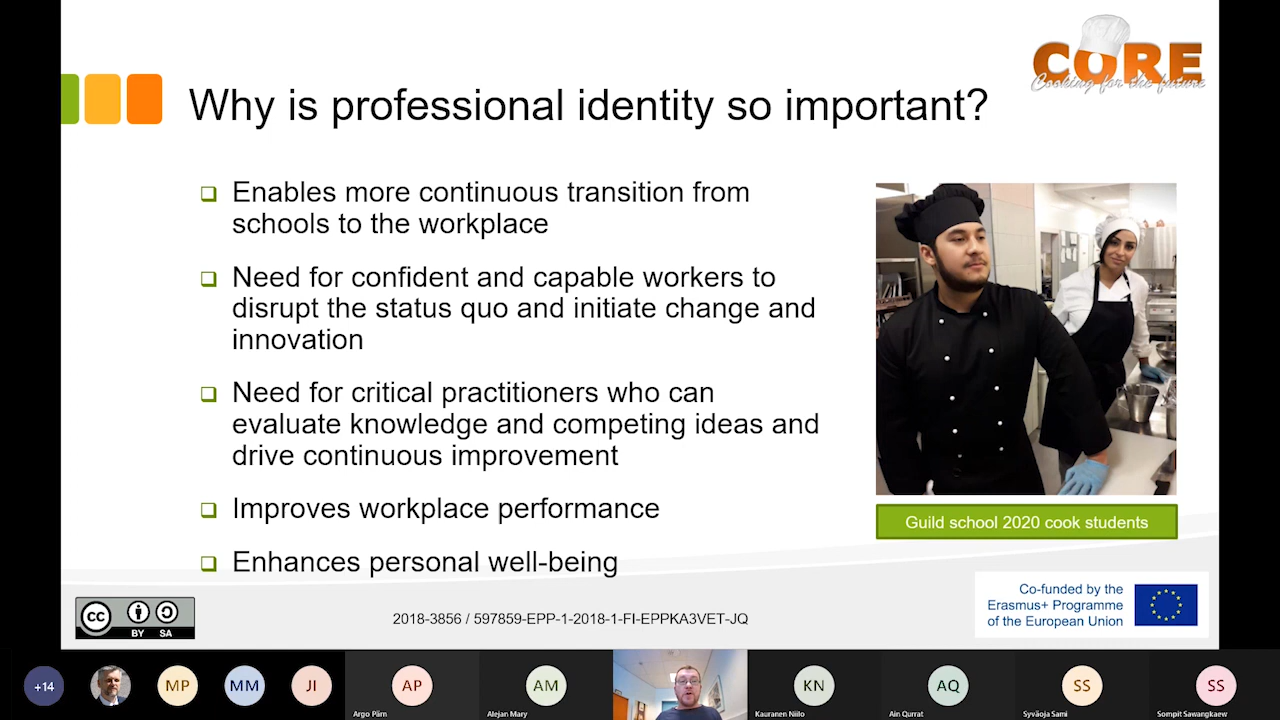 CORE
Cooking for the future
Why is professional identity so important?
Enables more continuous transition from
schools to the workplace
Need for confident and capable workers to
disrupt the status quo and initiate change and
innovation
Need for critical practitioners who can
evaluate knowledge and competing ideas and
drive continuous improvement
Improves workplace performance
Enhances personal well-being
Guild school 2020 cook students
cc
BY SA
2018-3856 / 597859-EPP-1-2018-1-FI-EPPKA3VET-JQ
Co-funded by the
Erasmus+ Programme
of the European Union
+14
MP
MM
JI
AP
AM
KN
AQ
SS
SS
Argo Pärn
Alejan Mary
Kauranen Niilo
Ain Qurrat
Syväoja Sami
Sompit Sawangkaew